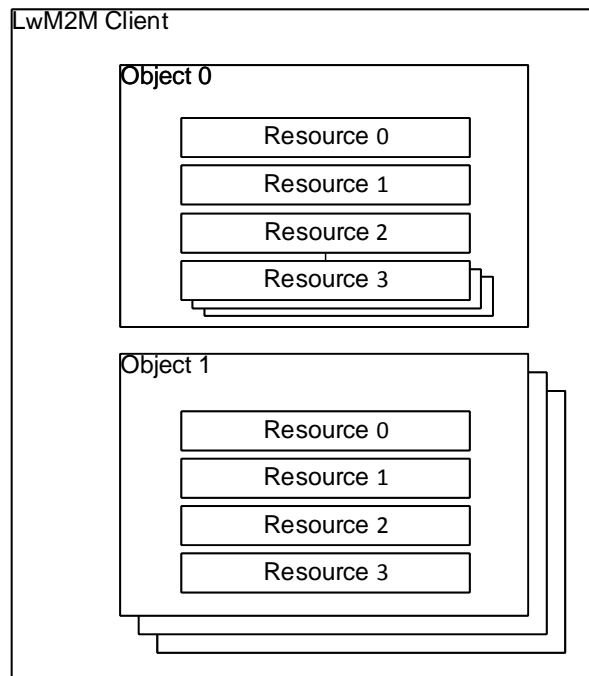 LwM2M Client
Object 0
Resource 0
Resource 1
Resource 2
Resource 3
Object 1
Resource 0
Resource 1
Resource 2
Resource 3